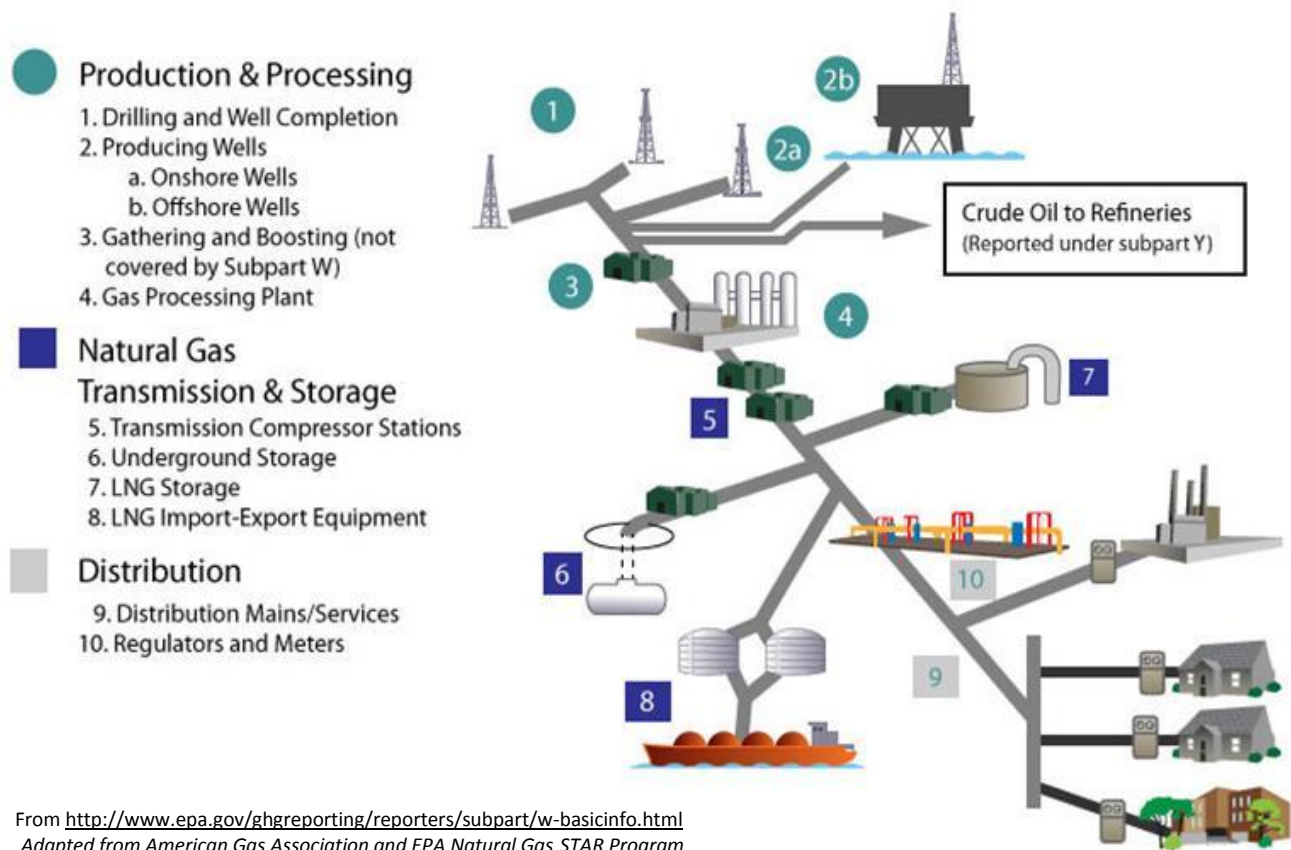 Production & Processing
1. Drilling and Well Completion
2. Producing Wells
a. Onshore Wells
b. Offshore Wells
3. Gathering and Boosting (not
covered by Subpart W)
4. Gas Processing Plant
Natural Gas
Transmission & Storage
5. Transmission Compressor Stations
6. Underground Storage
7. LNG Storage
8. LNG Import-Export Equipment
Distribution
9. Distribution Mains/Services
10. Regulators and Meters
1
2a
2b
Crude Oil to Refineries
(Reported under subpart Y)
3
4
5
7
6
10
9
8
From http://www.epa.gov/ghgreporting/reporters/subpart/w-basicinfo.html
Adapted from American Gas Association and EPA Natural Gas STAR Program